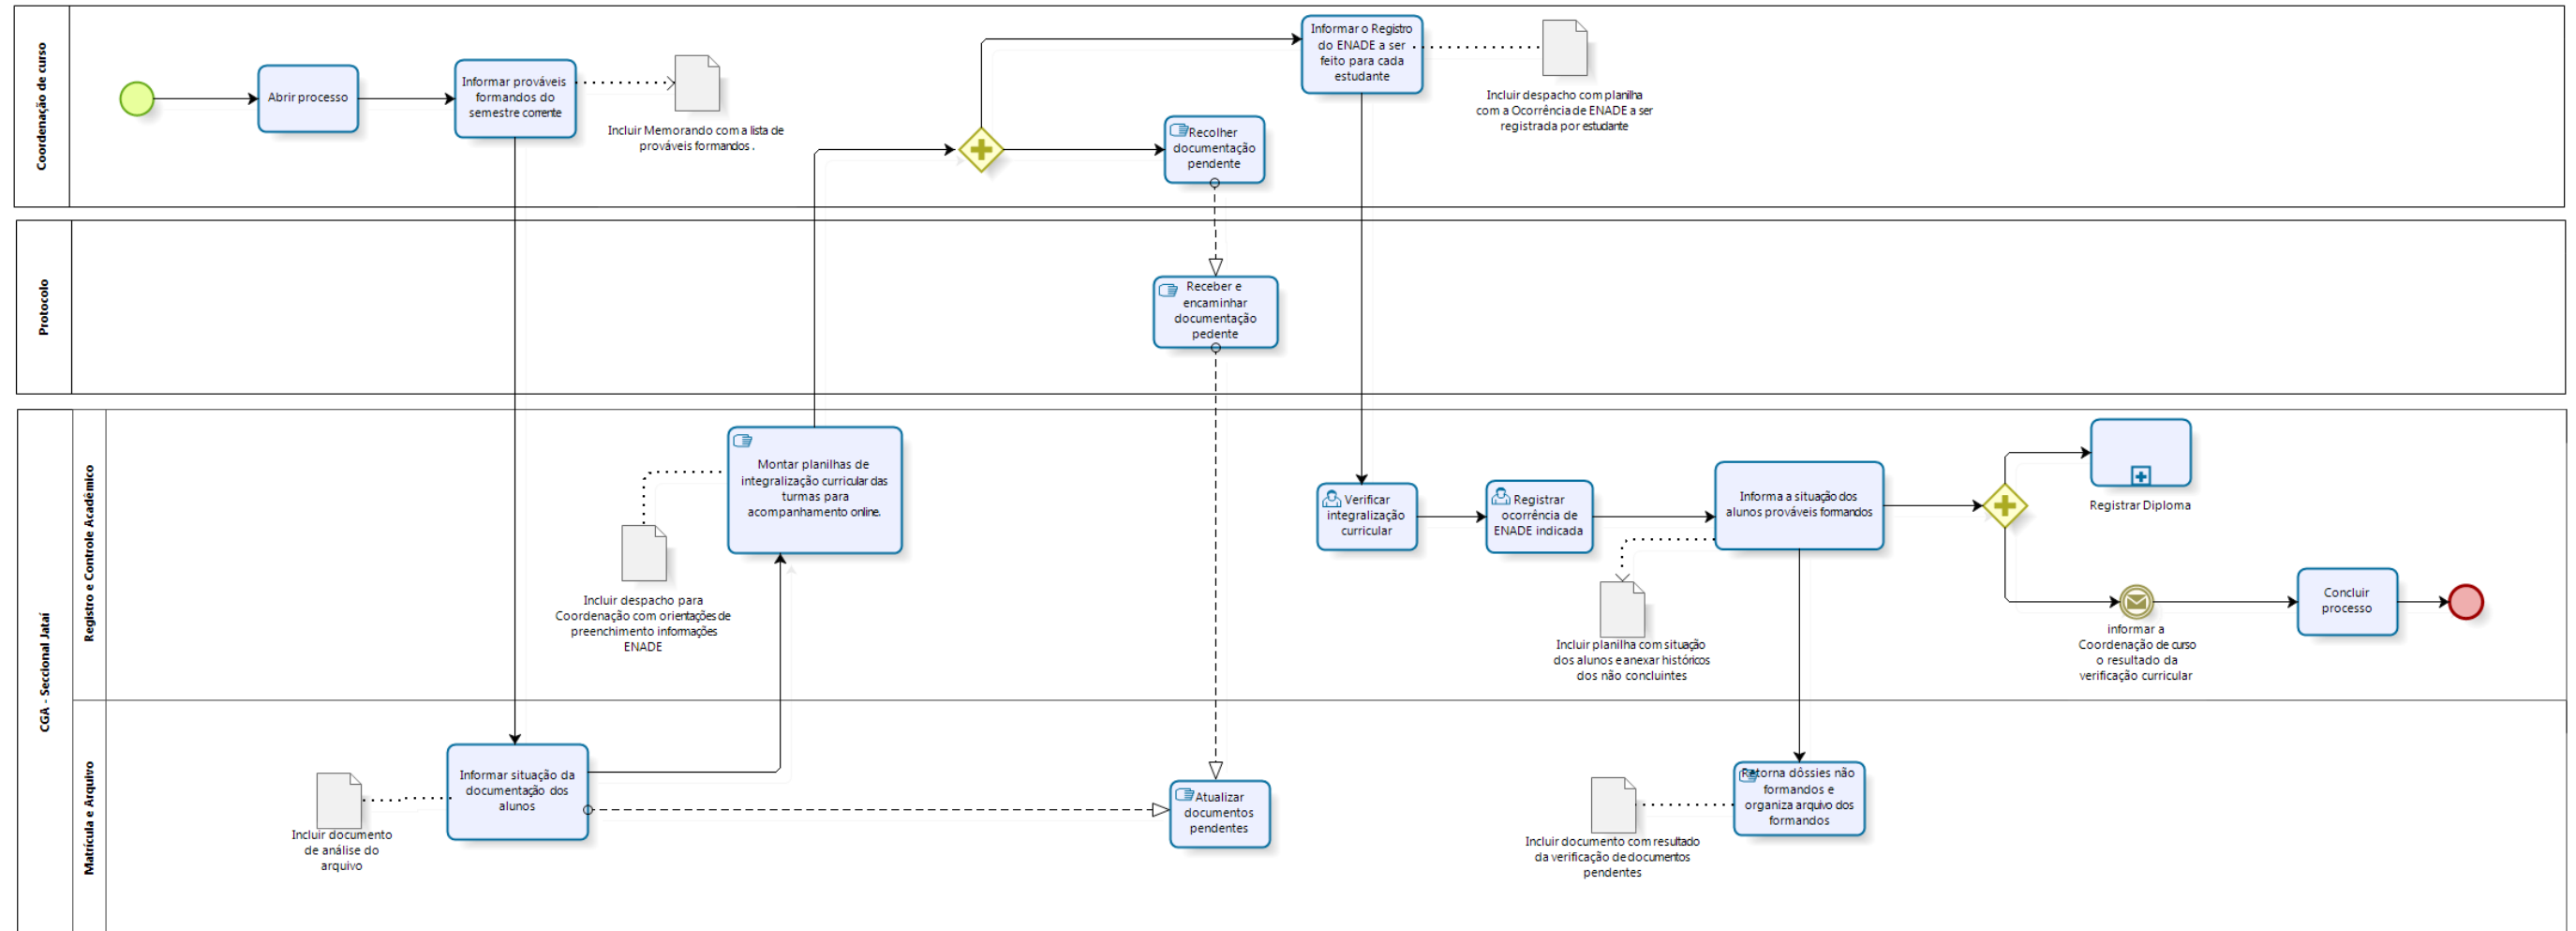 Coordenação de curso
Abrir processo
Informar prováveis
formandos do
semestre corrente
Incluir Memorando com a lista de
prováveis formandos .
Recolher
documentação
pendente
Informar o Registro
do ENADE a ser
feito para cada
estudante
Incluir despacho com planilha
com a Ocorrência de ENADE a ser
registrada por estudante
Protocolo
Receber e
encaminhar
documentação
pedente
CGA - Seccional Jataí
Registro e Controle Acadêmico
Montar planilhas de
integralização curricular das
turmas para
acompanhamento online.
Incluir despacho para
Coordenação com orientações de
preenchimento informações
ENADE
Verificar
integralização
curricular
Registrar
ocorrência de
ENADE indicada
Informa a situação dos
alunos prováveis formandos
Incluir planilha com situação
dos alunos e anexar históricos
dos não concluintes
Registrar Diploma
informar a
Coordenação de curso
o resultado da
verificação curricular
Concluir
processo
Matrícula e Arquivo
Incluir documento
de análise do
arquivo
Informar situação da
documentação dos
alunos
Atualizar
documentos
pendentes
Incluir documento com resultado
da verificação de documentos
pendentes
Retorna dôssies não
formandos e
organiza arquivo dos
formandos